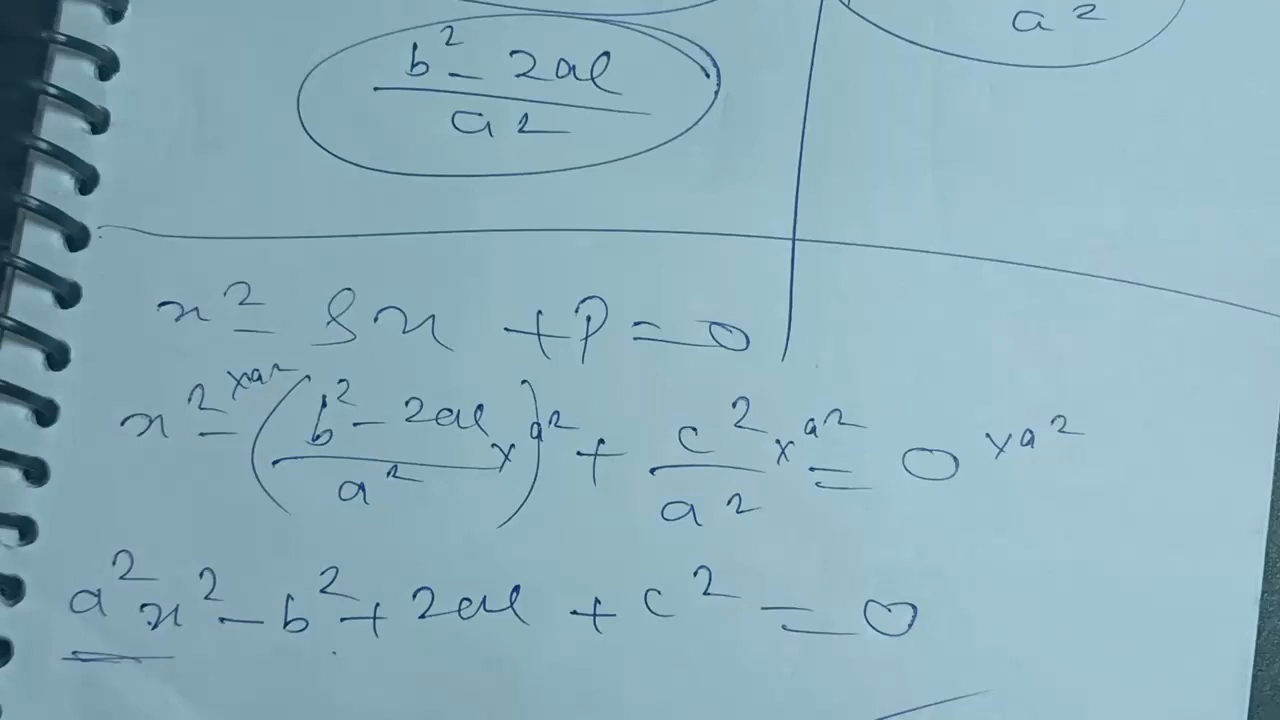 b² - 2ac
a²
a²
x² - Sx + P = 0
x² ×a² - (b² - 2ac / a² ×)a² + c² / a² ×a² = 0 ×a²
a²x² - b² + 2ac + c² = 0